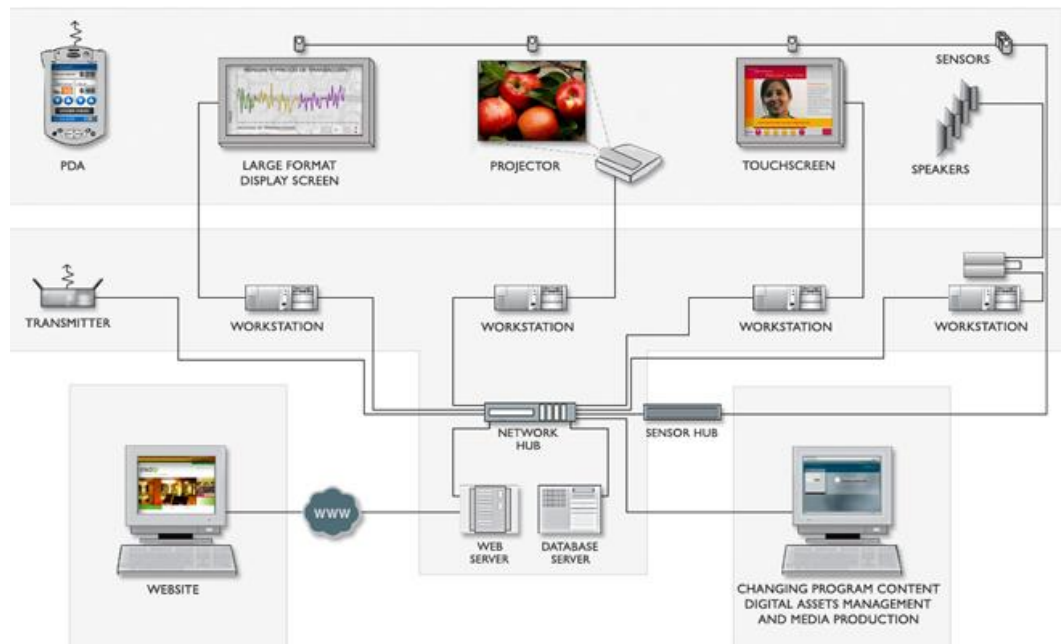 SENSORS
PDA
LARGE FORMAT
DISPLAY SCREEN
PROJECTOR
TOUCHSCREEN
SPEAKERS
TRANSMITTER
WORKSTATION
WORKSTATION
WORKSTATION
WORKSTATION
NETWORK
HUB
SENSOR HUB
WWW
WEB
SERVER
DATABASE
SERVER
WEBSITE
CHANGING PROGRAM CONTENT
DIGITAL ASSETS MANAGEMENT
AND MEDIA PRODUCTION